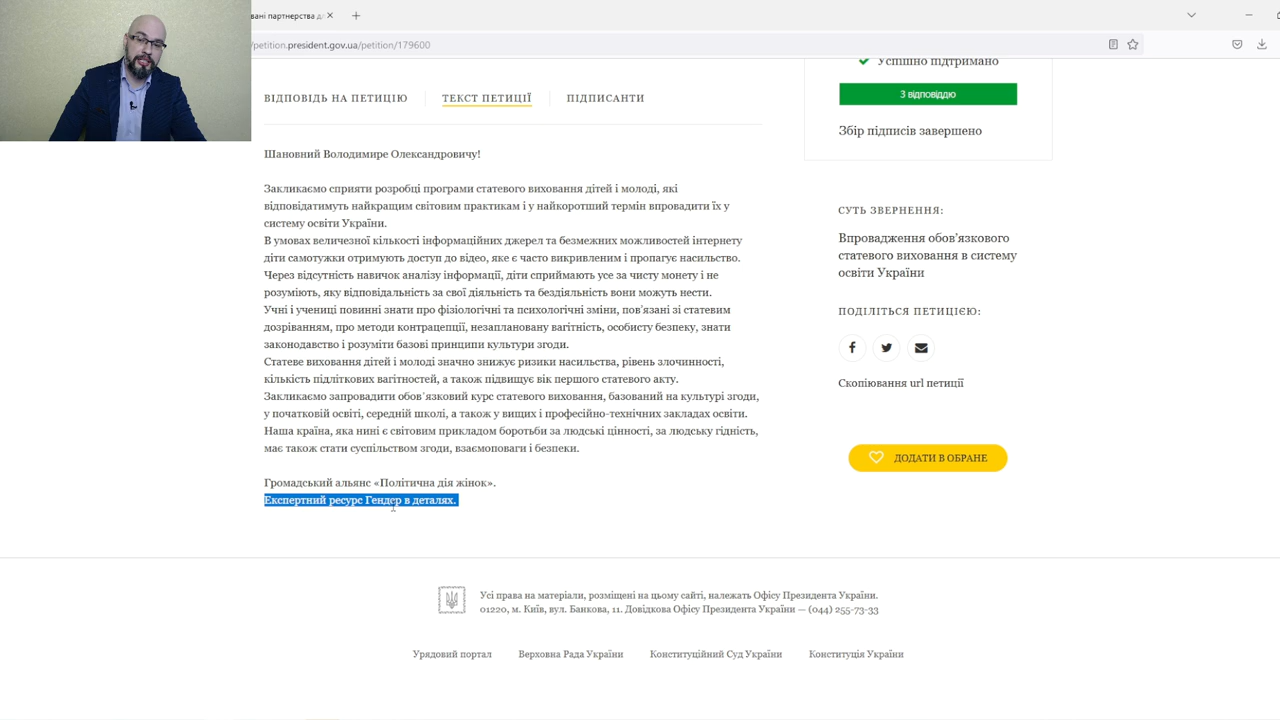 вані партнерства д
petition.president.gov.ua/petition/179600
Успішно підтримано
ВІДПОВІДЬ НА ПЕТИЦІЮ
ТЕКСТ ПЕТИЦІЇ
ПІДПИСАНТИ
З відповіддю
Збір підписів завершено
Шановний Володимире Олександровичу!
Закликаємо сприяти розробці програми статевого виховання дітей і молоді, які
відповідатимуть найкращим світовим практикам і у найкоротший термін впровадити їх у
систему освіти України.
В умовах величезної кількості інформаційних джерел та безмежних можливостей інтернету
діти самотужки отримують доступ до відео, яке є часто викривленим і пропагує насильство.
Через відсутність навичок аналізу інформації, діти сприймають усе за чисту монету і не
розуміють, яку відповідальність за свої діяльність та бездіяльність вони можуть нести.
Учні і учениці повинні знати про фізіологічні та психологічні зміни, пов'язані зі статевим
дозріванням, про методи контрацепції, незаплановану вагітність, особисту безпеку, знати
законодавство і розуміти базові принципи культури згоди.
Статеве виховання дітей і молоді значно знижує ризики насильства, рівень злочинності,
кількість підліткових вагітностей, а також підвищує вік першого статевого акту.
Закликаємо запровадити обов'язковий курс статевого виховання, базований на культурі згоди,
у початковій освіті, середній школі, а також у вищих і професійно-технічних закладах освіти.
Наша країна, яка нині є світовим прикладом боротьби за людські цінності, за людську гідність,
має також стати суспільством згоди, взаємоповаги і безпеки.
Громадський альянс «Політична дія жінок».
Експертний ресурс Гендер в деталях.
СУТЬ ЗВЕРНЕННЯ:
Впровадження обов'язкового
статевого виховання в систему
освіти України
ПОДІЛІТЬСЯ ПЕТИЦІЄЮ:
Скопіювання url петиції
ДОДАТИ В ОБРАНЕ
Усі права на матеріали, розміщені на цьому сайті, належать Офісу Президента України.
01220, м. Київ, вул. Банкова, 11. Довідкова Офісу Президента України — (044) 255-73-33
Урядовий портал
Верховна Рада України
Конституційний Суд України
Конституція України